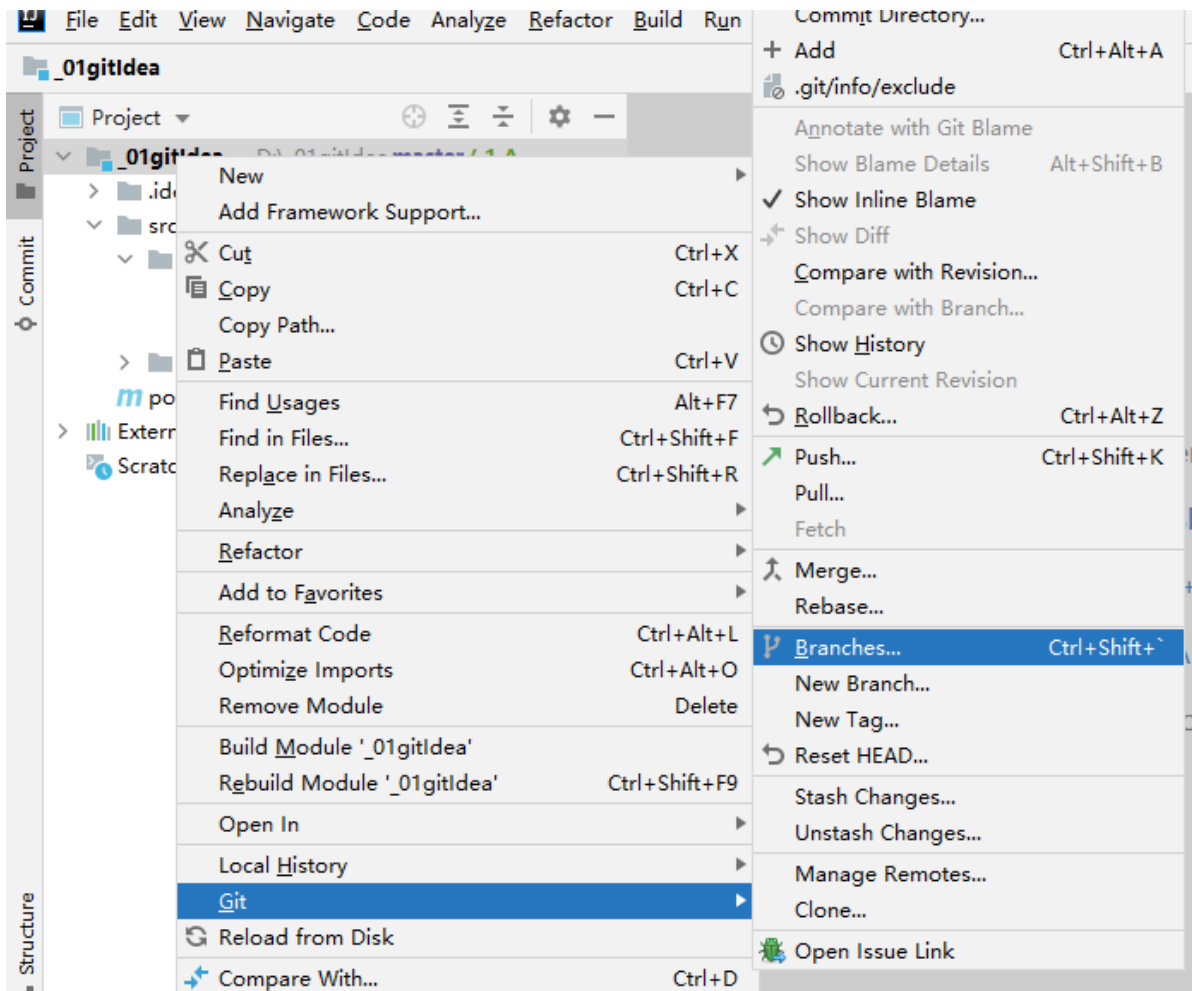 File Edit View Navigate Code Analyze Refactor Build Run
_01gitIdea
Project
Project
_01gitIdea
master / 1 Δ
.ide
src
po
Extern
Scratc
Commit
Structure
New
Add Framework Support...
Cut Ctrl+X
Copy Ctrl+C
Copy Path...
Paste Ctrl+V
Find Usages Alt+F7
Find in Files... Ctrl+Shift+F
Replace in Files... Ctrl+Shift+R
Analyze
Refactor
Add to Favorites
Reformat Code Ctrl+Alt+L
Optimize Imports Ctrl+Alt+O
Remove Module Delete
Build Module '_01gitIdea'
Rebuild Module '_01gitIdea' Ctrl+Shift+F9
Open In
Local History
Git
Reload from Disk
Compare With... Ctrl+D
Commit Directory...
Add Ctrl+Alt+A
.git/info/exclude
Annotate with Git Blame
Show Blame Details Alt+Shift+B
Show Inline Blame
Show Diff
Compare with Revision...
Compare with Branch...
Show History
Show Current Revision
Rollback... Ctrl+Alt+Z
Push... Ctrl+Shift+K
Pull...
Fetch
Merge...
Rebase...
Branches... Ctrl+Shift+`
New Branch...
New Tag...
Reset HEAD...
Stash Changes...
Unstash Changes...
Manage Remotes...
Clone...
Open Issue Link